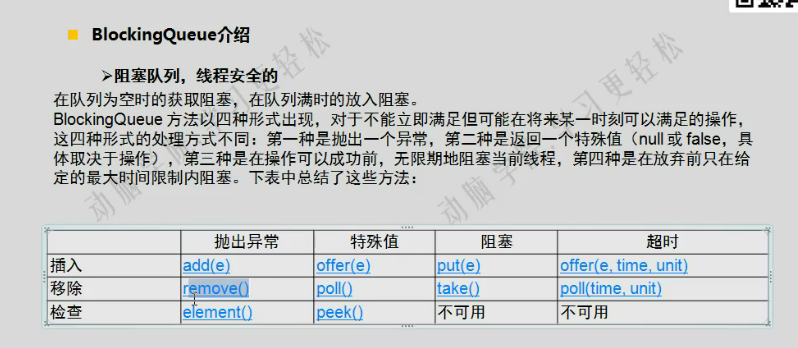 BlockingQueue介绍
阻塞队列，线程安全的
在队列为空时的获取阻塞，在队列满时的放入阻塞。
BlockingQueue 方法以四种形式出现，对于不能立即满足但可能在将来某一时刻可以满足的操作，
这四种形式的处理方式不同：第一种是抛出一个异常，第二种是返回一个特殊值（null 或 false，具
体取决于操作），第三种是在操作可以成功前，无限期地阻塞当前线程，第四种是在放弃前只在给
定的最大时间限制内阻塞。下表中总结了这些方法：
抛出异常 特殊值 阻塞 超时
插入 add(e) offer(e) put(e) offer(e, time, unit)
移除 remove() poll() take() poll(time, unit)
检查 element() peek() 不可用 不可用